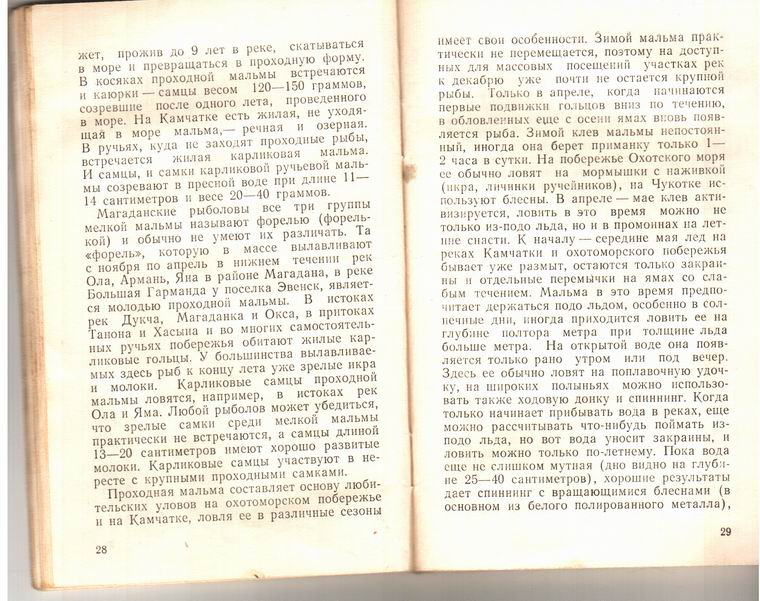 жет, прожив до 9 лет в реке, скатываться
в море и превращаться в проходную форму.
В косяках проходной мальмы встречаются
и каюрки — самцы весом 120—150 граммов,
созревшие после одного лета, проведенного
в море. На Камчатке есть жилая, не уходя-
щая в море мальма,— речная и озерная.
В ручьях, куда не заходят проходные рыбы,
встречается жилая карликовая мальма.
И самцы, и самки карликовой ручьевой маль-
мы созревают в пресной воде при длине 11—
14 сантиметров и весе 20—40 граммов.
Магаданские рыболовы все три группы
мелкой мальмы называют форелью (форель-
кой) и обычно не умеют их различать. Та
«форель», которую в массе вылавливают
с ноября по апрель в нижнем течении рек
Ола, Армань, Яна в районе Магадана, в реке
Большая Гарманда у поселка Эвенск, являет-
ся молодью проходной мальмы. В истоках
рек Дукча, Магаданка и Окса, в притоках
Танона и Хасына и во многих самостоятель-
ных ручьях побережья обитают жилые кар-
ликовые гольцы. У большинства вылавливае-
мых здесь рыб к концу лета уже зрелые икра
и молоки. Карликовые самцы проходной
мальмы ловятся, например, в истоках рек
Ола и Яма. Любой рыболов может убедиться,
что зрелые самки среди мелкой мальмы
практически не встречаются, а самцы длиной
13—20 сантиметров имеют хорошо развитые
молоки. Карликовые самцы участвуют в не-
ресте с крупными проходными самками.
Проходная мальма составляет основу люби-
тельских уловов на охотоморском побережье
и на Камчатке, ловля ее в различные сезоны
28
имеет свои особенности. Зимой мальма прак-
тически не перемещается, поэтому на доступ-
ных для массовых посещений участках рек
к декабрю уже почти не остается крупной
рыбы. Только в апреле, когда начинаются
первые подвижки гольцов вниз по течению,
в обловленных еще с осени ямах вновь появ-
ляется рыба. Зимой клев мальмы непостоян-
ный, иногда она берет приманку только 1—
2 часа в сутки. На побережье Охотского моря
ее обычно ловят на мормышки с наживкой
(икра, личинки ручейников), на Чукотке ис-
пользуют блесны. В апреле — мае клев акти-
визируется, ловить в это время можно не
только из-подо льда, но и в промоинах на лет-
ние снасти. К началу — середине мая лед на
реках Камчатки и охотоморского побережья
бывает уже размыт, остаются только закраи-
ны и отдельные перемычки на ямах со сла-
бым течением. Мальма в это время предпо-
читает держаться подо льдом, особенно в сол-
нечные дни, иногда приходится ловить ее на
глубине полтора метра при толщине льда
больше метра. На открытой воде она появ-
ляется только рано утром или под вечер.
Здесь ее обычно ловят на поплавочную удоч-
ку, на широких полыньях можно использо-
вать также ходовую донку и спиннинг. Когда
только начинает прибывать вода в реках, еще
можно рассчитывать что-нибудь поймать из-
подо льда, но вот вода уносит закраины, и
ловить можно только по-летнему. Пока вода
еще не слишком мутная (дно видно на глуби-
не 25—40 сантиметров), хорошие результаты
дает спиннинг с вращающимися блеснами (в
основном из белого полированного металла),
29